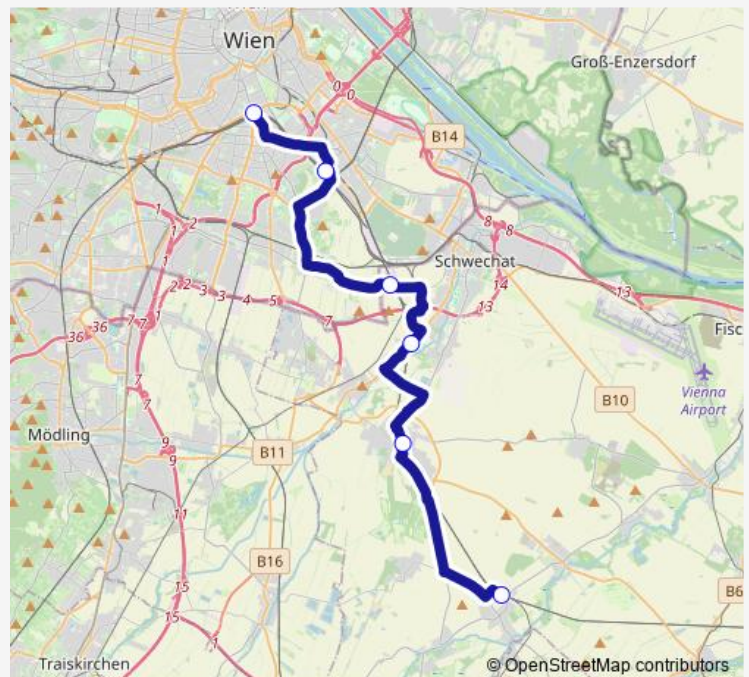 Wien
Groß-Enzersdorf
0
0
B14
1
1
2
8
8
Schwechat
1
2
2
3
3
4
5
14
13
13
36
36
7
7
1
7
Fisc
7
Vienna
Airport
B10
7
Mödling
9
9
B11
11
B16
15
15
B6
1
Traiskirchen
© OpenStreetMap contributors